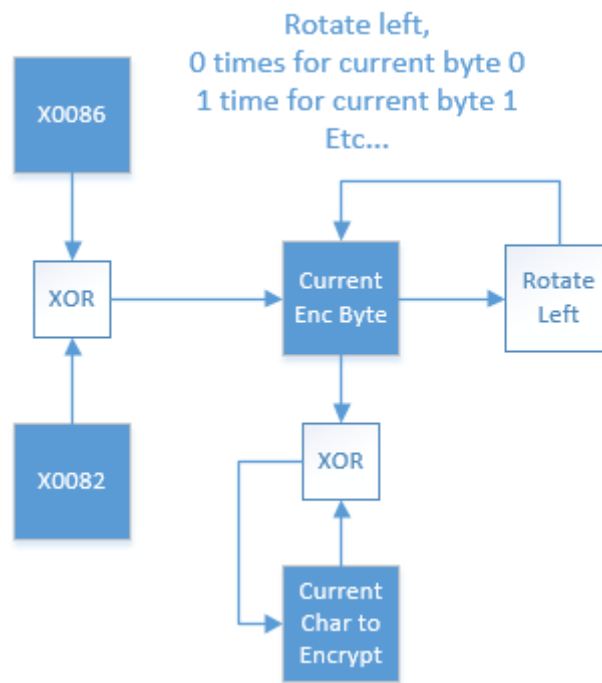 Rotate left,
0 times for current byte 0
1 time for current byte 1
Etc...
X0086
XOR
Current
Enc Byte
Rotate
Left
X0082
XOR
Current
Char to
Encrypt